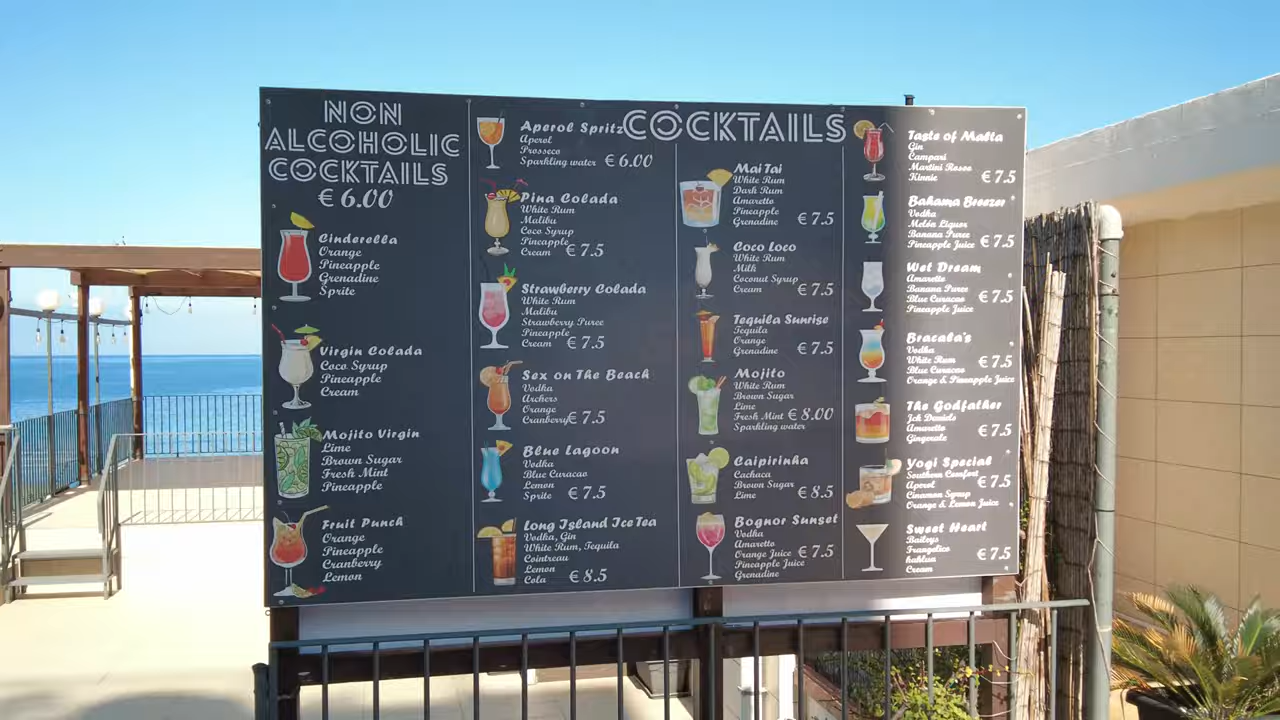 NON
ALCOHOLIC
COCKTAILS
€ 6.00
Cinderella
Orange
Pineapple
Grenadine
Sprite
Virgin Colada
Coco Syrup
Pineapple
Cream
Mojito Virgin
Lime
Brown Sugar
Fresh Mint
Pineapple
Fruit Punch
Orange
Pineapple
Cranberry
Lemon
COCKTAILS
Aperol Spritz
Aperol
Prosseco
Sparkling water € 6.00
Pina Colada
White Rum
Malibu
Coco Syrup
Pineapple
Cream € 7.5
Strawberry Colada
White Rum
Malibu
Strawberry Puree
Pineapple
Cream € 7.5
Sex on The Beach
Vodka
Archers
Orange
Cranberry € 7.5
Blue Lagoon
Vodka
Blue Curacao
Lemon
Sprite € 7.5
Long Island Ice Tea
Vodka, Gin
White Rum, Tequila
Cointreau
Lemon
Cola € 8.5
Mai Tai
White Rum
Dark Rum
Amaretto
Pineapple
Grenadine € 7.5
Coco Loco
White Rum
Milk
Coconut Syrup
Cream € 7.5
Tequila Sunrise
Tequila
Orange
Grenadine € 7.5
Mojito
White Rum
Brown Sugar
Lime
Fresh Mint € 8.00
Sparkling water
Caipirinha
Cachaca
Brown Sugar
Lime € 8.5
Bognor Sunset
Vodka
Amaretto
Orange Juice € 7.5
Pineapple Juice
Grenadine
Taste of Malta
Gin
Campari
Martini Rosso
Kinnie € 7.5
Bahama Breezer
Vodka
Melon Liquor
Banana Puree
Pineapple Juice € 7.5
Wet Dream
Amaretto
Banana Puree
Blue Curacao € 7.5
Pineapple Juice
Bracala's
Vodka
White Rum € 7.5
Blue Curacao
Orange & Pineapple Juice
The Godfather
Jck Daniels
Amaretto € 7.5
Gingerale
Yogi Special
Southern Comfort
Aperol € 7.5
Cinamon Syrup
Orange & Lemon Juice
Sweet Heart
Baileys
Frangelico
kahlua € 7.5
Cream